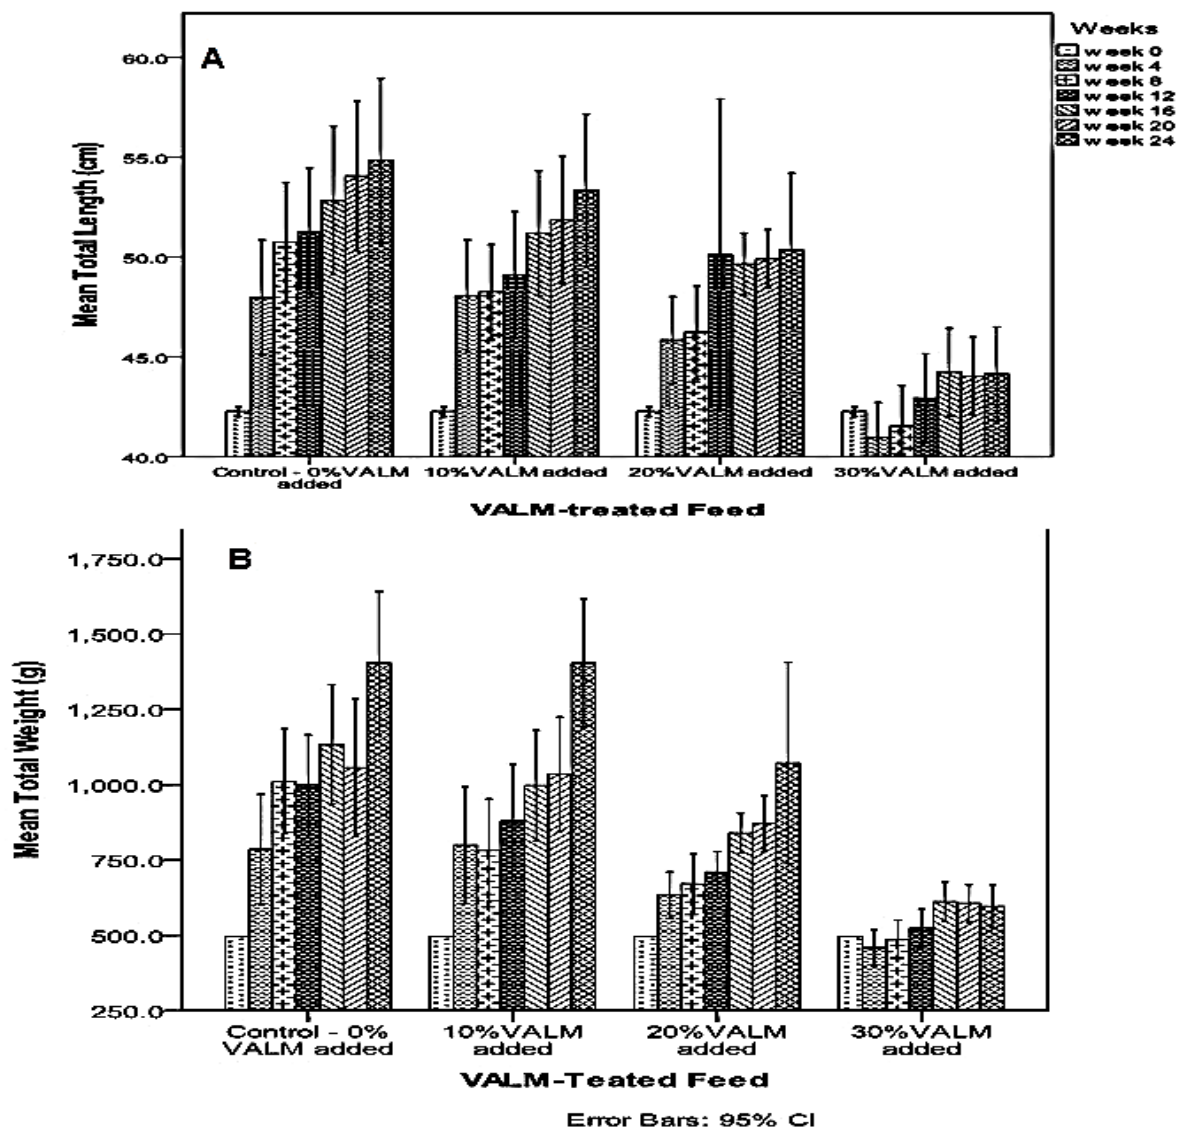 A
Weeks
week 0
week 4
week 8
week 12
week 16
week 20
week 24
60.0
55.0
50.0
45.0
40.0
Mean Total Length (cm)
Control - 0%VALM
added
10%VALM added
20%VALM added
30%VALM added
VALM-treated Feed
B
1,750.0
1,500.0
1,250.0
1,000.0
750.0
500.0
250.0
Mean Total Weight (g)
Control - 0%
VALM added
10%VALM
added
20%VALM
added
30%VALM
added
VALM-Teated Feed
Error Bars: 95% CI